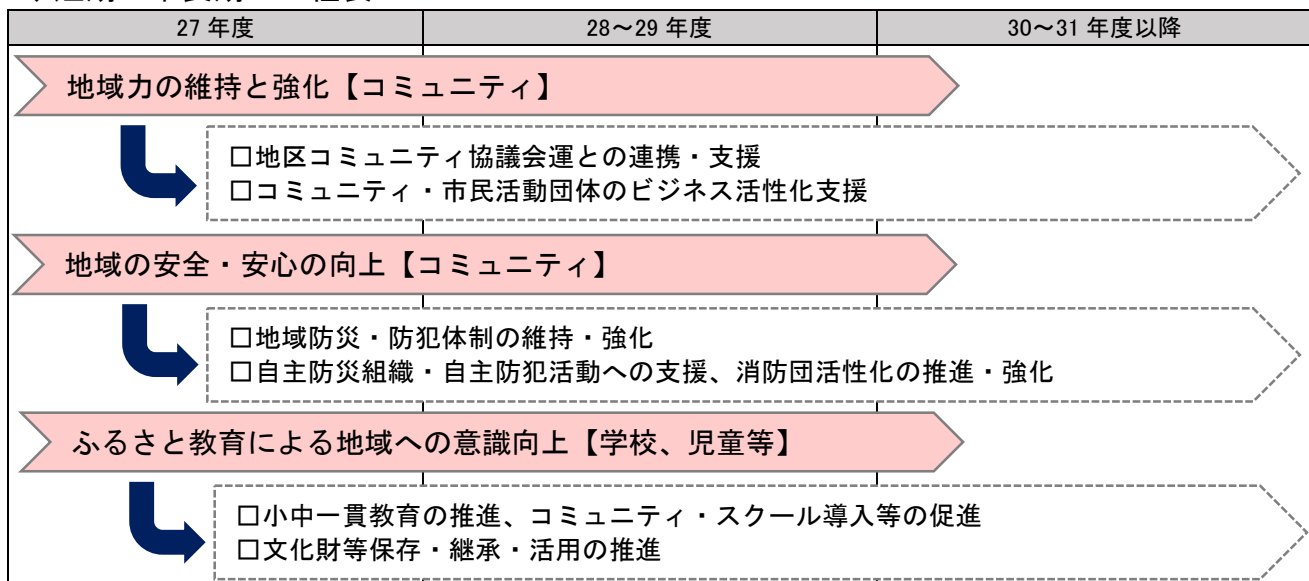 27 年度
28～29 年度
30～31 年度以降
地域力の維持と強化【コミュニティ】
□地区コミュニティ協議会運との連携・支援
□コミュニティ・市民活動団体のビジネス活性化支援
地域の安全・安心の向上【コミュニティ】
□地域防災・防犯体制の維持・強化
□自主防災組織・自主防犯活動への支援、消防団活性化の推進・強化
ふるさと教育による地域への意識向上【学校、児童等】
□小中一貫教育の推進、コミュニティ・スクール導入等の促進
□文化財等保存・継承・活用の推進